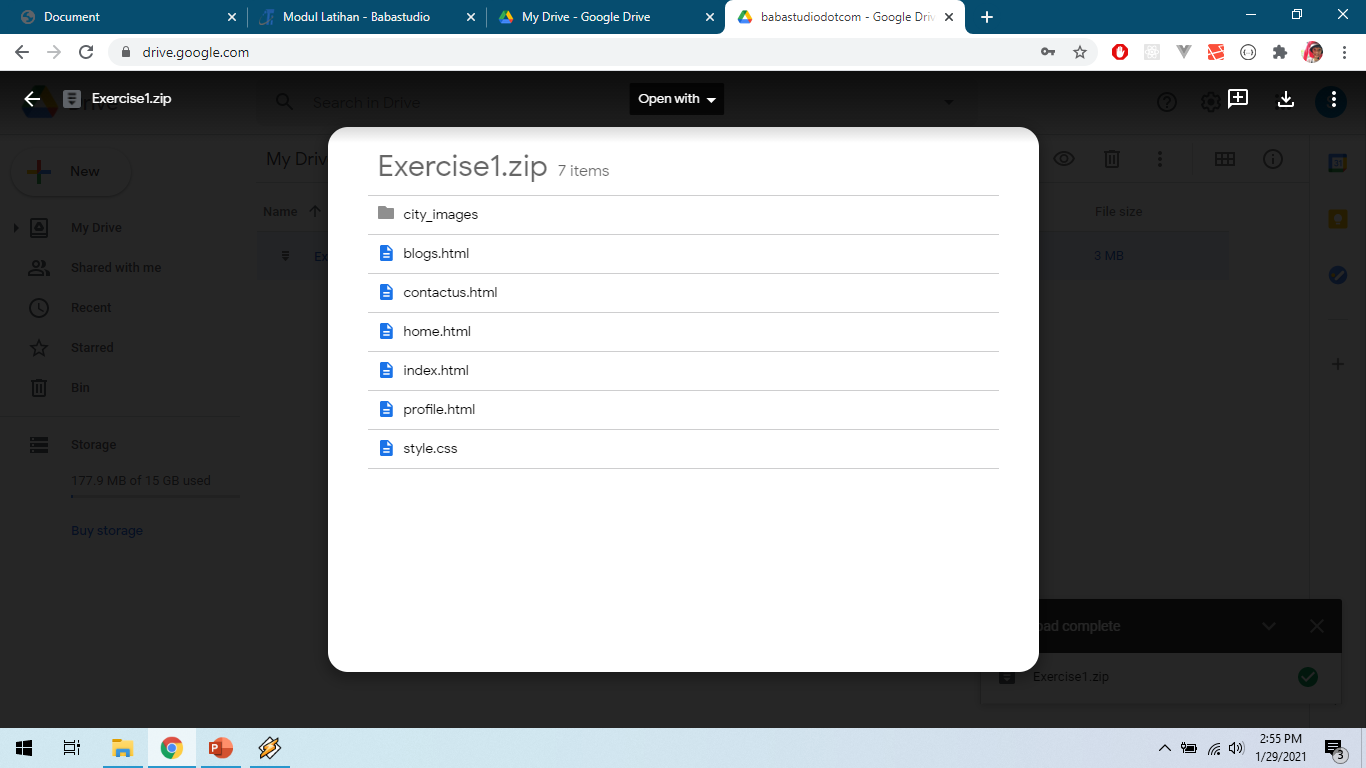 Document
Modul Latihan - Babastudio
My Drive - Google Drive
babastudiodotcom - Google Driv
drive.google.com
Exercise1.zip
Search in Drive
Open with
New
My Driv
Exercise1.zip 7 items
Name
File size
city_images
My Drive
blogs.html
Ex
3 MB
Shared with me
contactus.html
Recent
home.html
Starred
index.html
Bin
profile.html
Storage
style.css
177.9 MB of 15 GB used
Buy storage
oad complete
Exercise1.zip
2:55 PM
1/29/2021
3